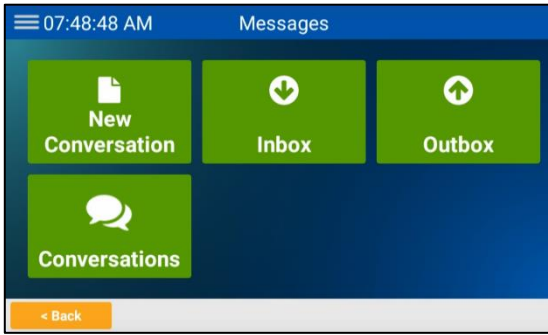 07:48:48 AM Messages
New
Conversation
Inbox
Outbox
Conversations
< Back